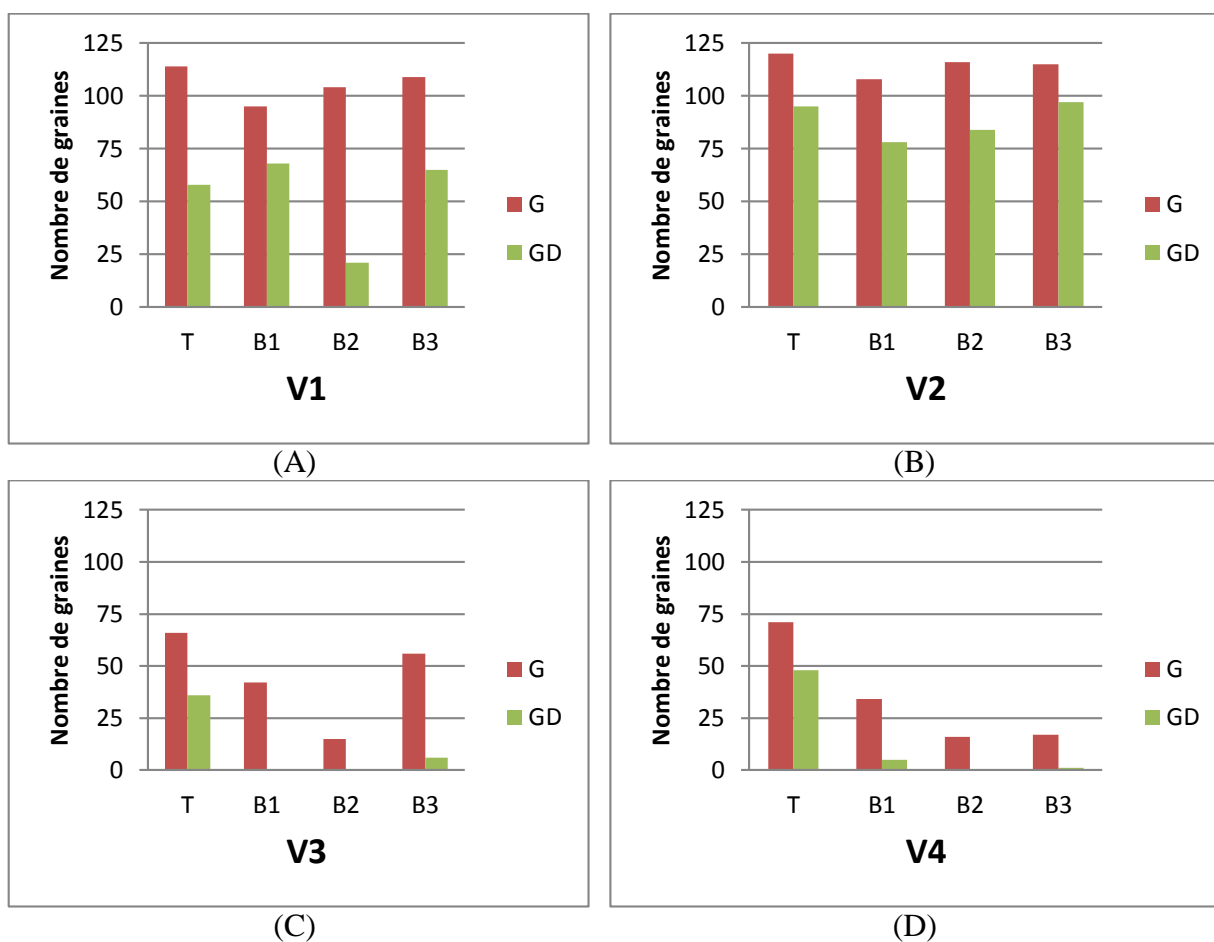 Nombre de graines
125
100
75
50
25
0
T B1 B2 B3
V1
G
GD
(A)
Nombre de graines
125
100
75
50
25
0
T B1 B2 B3
V2
G
GD
(B)
Nombre de graines
125
100
75
50
25
0
T B1 B2 B3
V3
G
GD
(C)
Nombre de graines
125
100
75
50
25
0
T B1 B2 B3
V4
G
GD
(D)